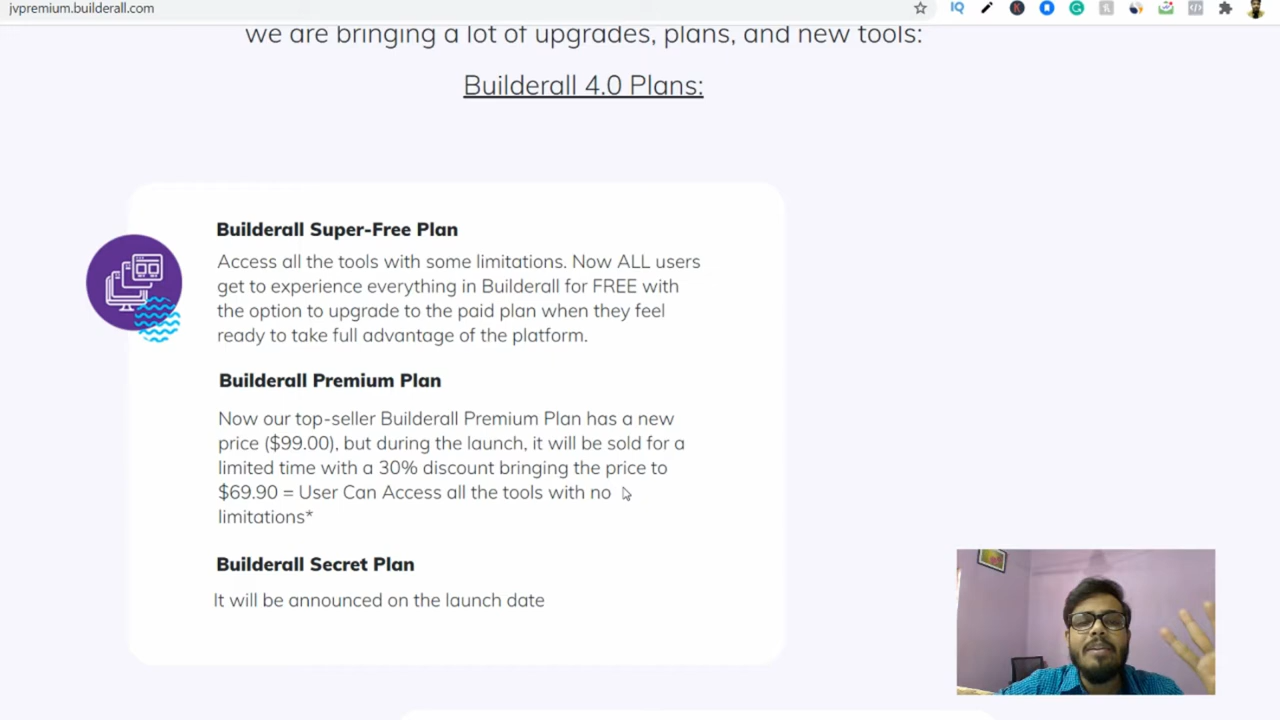 jvpremium.builderall.com
we are bringing a lot of upgrades, plans, and new tools:
Builderall 4.0 Plans:
Builderall Super-Free Plan
Access all the tools with some limitations. Now ALL users
get to experience everything in Builderall for FREE with
the option to upgrade to the paid plan when they feel
ready to take full advantage of the platform.
Builderall Premium Plan
Now our top-seller Builderall Premium Plan has a new
price ($99.00), but during the launch, it will be sold for a
limited time with a 30% discount bringing the price to
$69.90 = User Can Access all the tools with no
limitations*
Builderall Secret Plan
It will be announced on the launch date